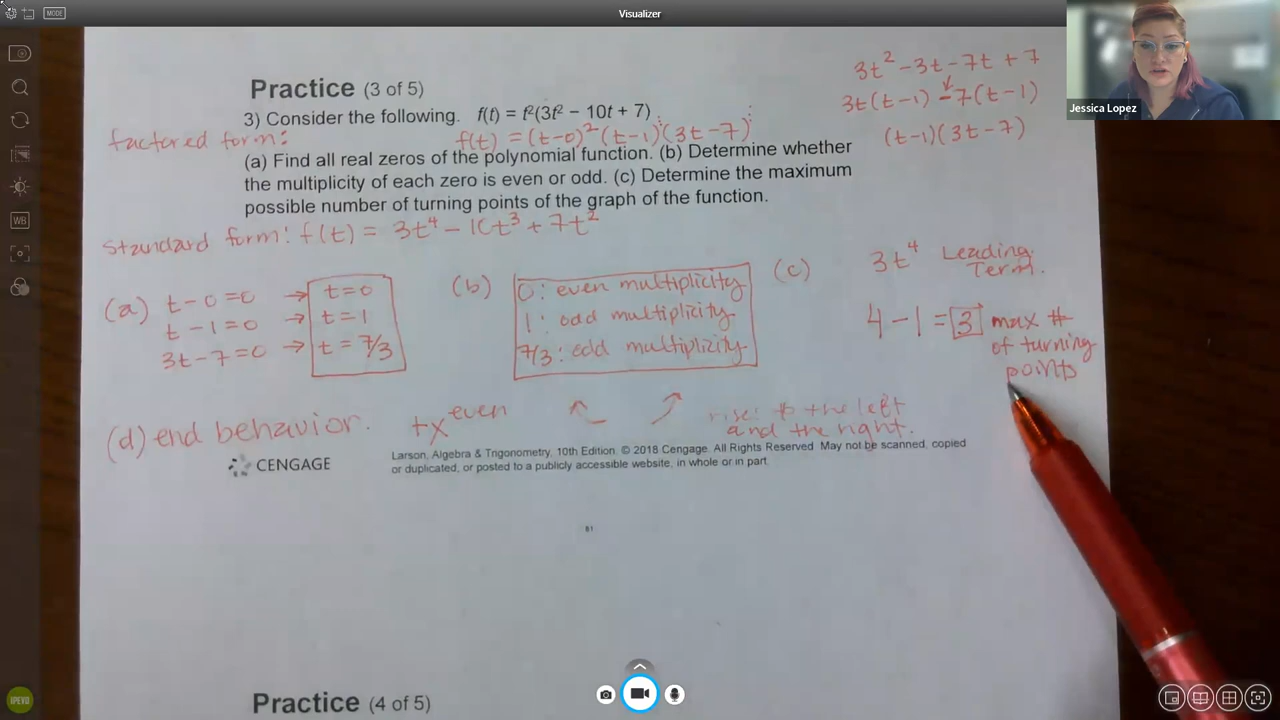 MODE
Visualizer
Jessica Lopez
WB
Practice (3 of 5)
3) Consider the following. f(t) = t²(3t² − 10t + 7)
3t² − 3t − 7t + 7
3t(t−1) − 7(t−1)
(t−1)(3t−7)
factored form: f(t) = (t−0)²(t−1)(3t−7)
(a) Find all real zeros of the polynomial function. (b) Determine whether
the multiplicity of each zero is even or odd. (c) Determine the maximum
possible number of turning points of the graph of the function.
standard form: f(t) = 3t⁴ − 10t³ + 7t²
(a) t−0=0 → t=0
t−1=0 → t=1
3t−7=0 → t=7/3
(b) 0: even multiplicity
1: odd multiplicity
7/3: odd multiplicity
(c) 3t⁴ Leading
Term.
4−1 = 3 max #
of turning
points
(d) end behavior. +x^even
rises to the left
and the right.
CENGAGE
Larson, Algebra & Trigonometry, 10th Edition. © 2018 Cengage. All Rights Reserved May not be scanned, copied
or duplicated, or posted to a publicly accessible website, in whole or in part
81
Practice (4 of 5)
IPEVO